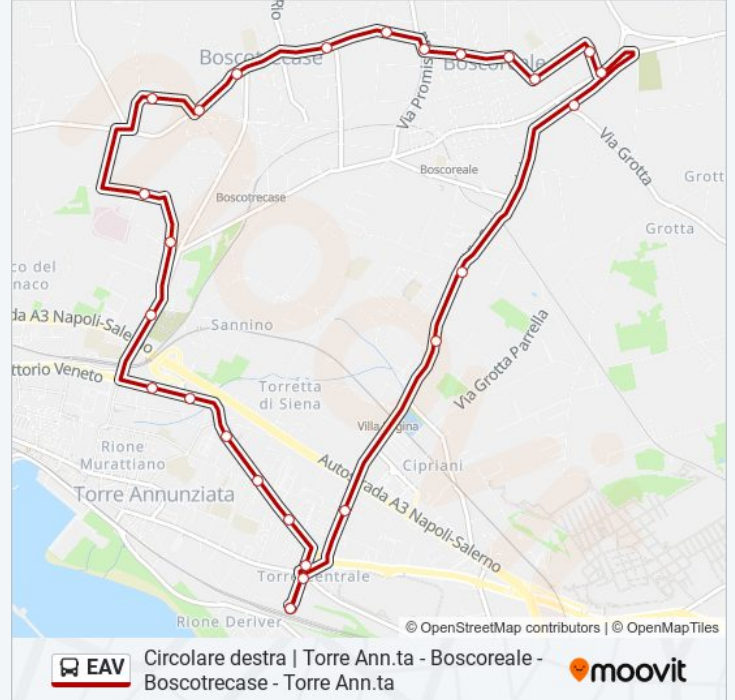 Rio
Boscotrecase
Boscoreale
Via Promis
Via Grotta
Boscoreale
Grott
Boscotrecase
Grotta
co del
naco
da A3 Napoli-Salerno
Sannino
ttorio Veneto
Via Grotta Parrella
Torretta
di Siena
Villa Regina
Rione
Murattiano
Cipriani
Autostrada A3 Napoli-Salerno
Torre Annunziata
Torre Centrale
Rione Deriver
© OpenStreetMap contributors | © OpenMapTiles
EAV
Circolare destra | Torre Ann.ta - Boscoreale -
Boscotrecase - Torre Ann.ta
moovit